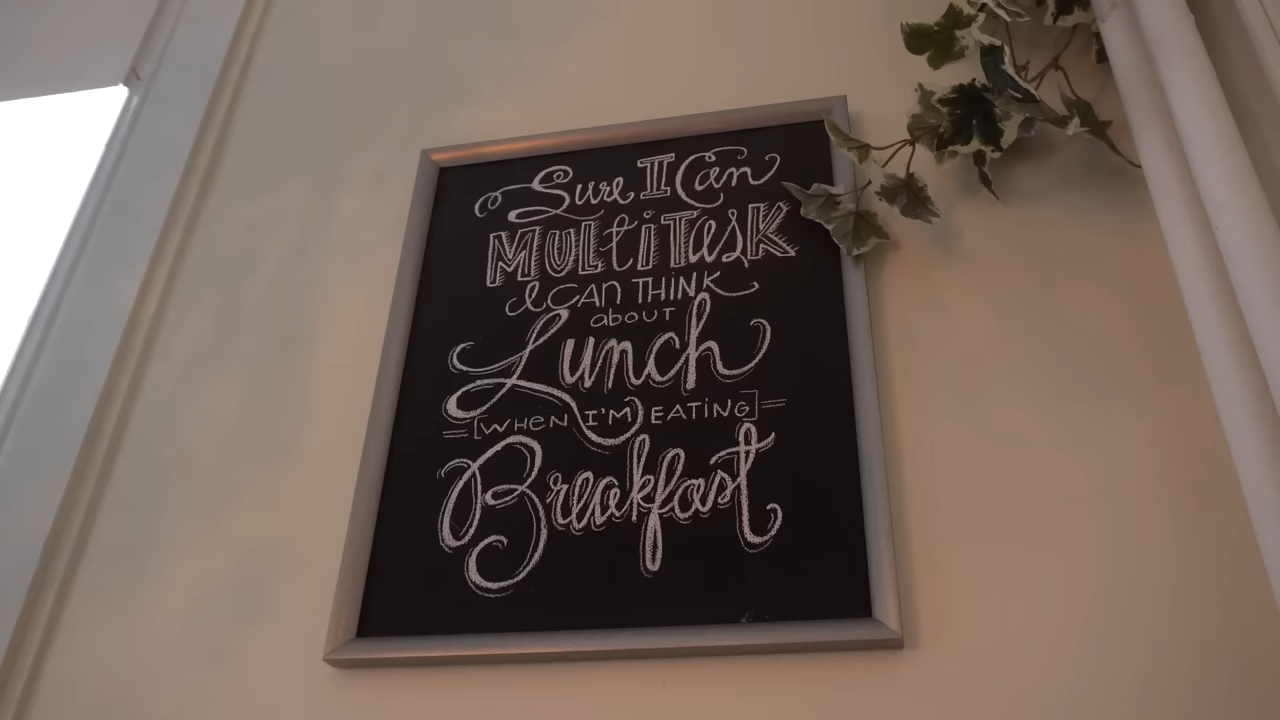 Sure I Can
MULtiTask
I CAN THiNK
aboUT
Lunch
[WHeN I'M EATiNG]
Breakfast